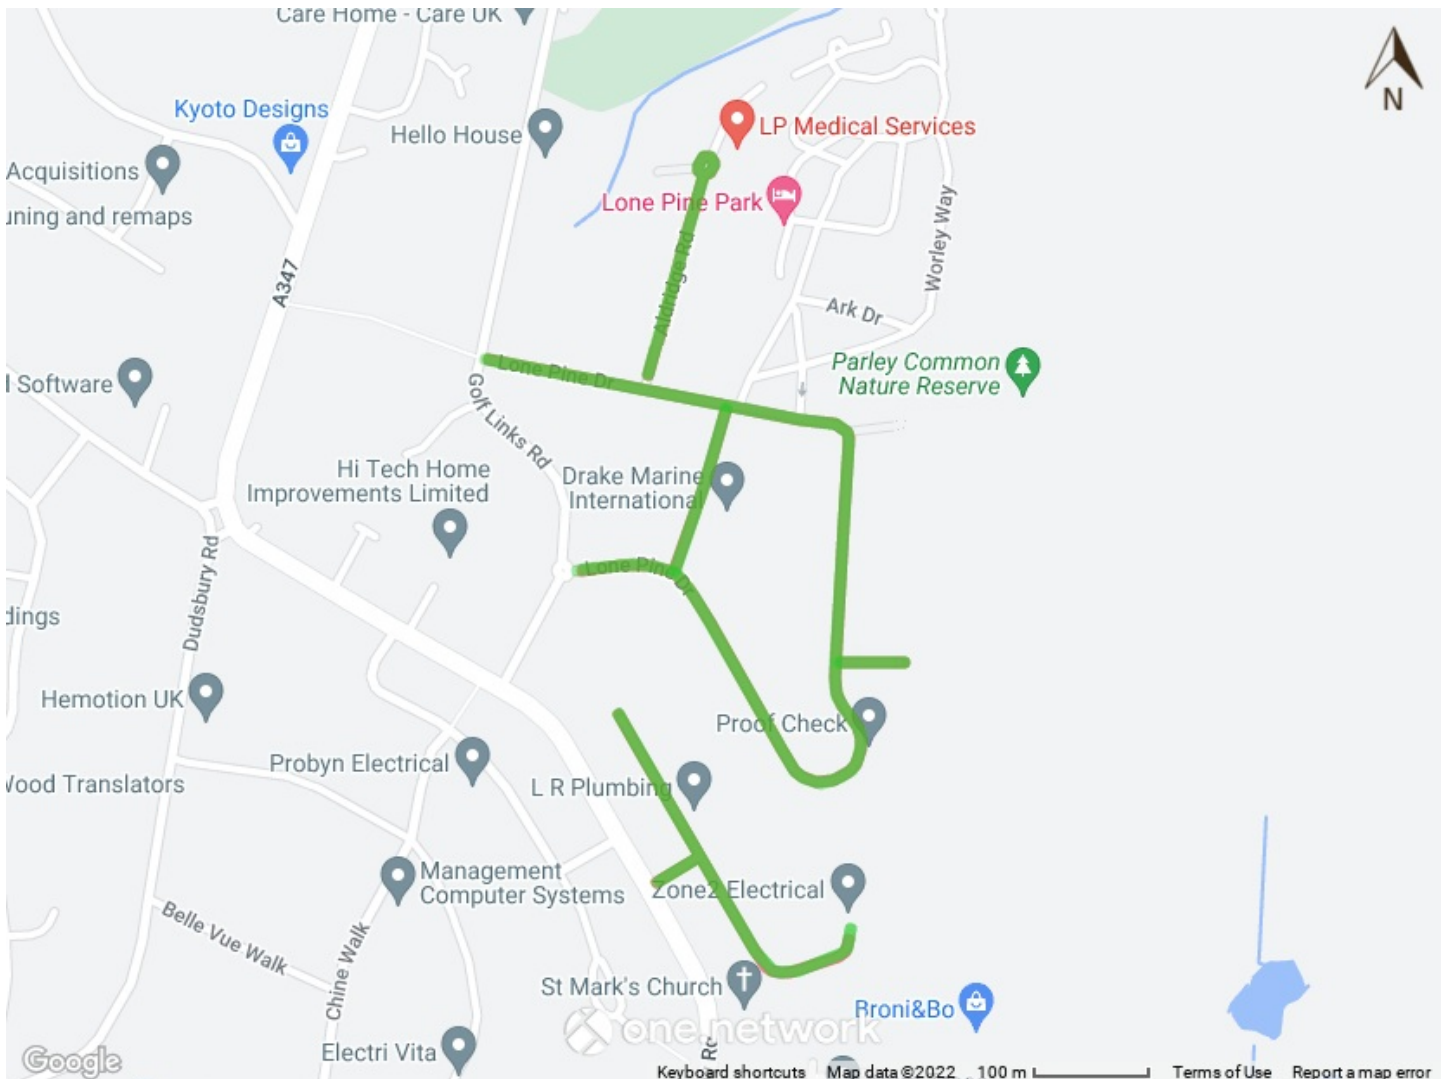 Care Home - Care UK
Kyoto Designs
Hello House
LP Medical Services
Acquisitions
Lone Pine Park
uning and remaps
Worley Way
Aldridge Rd
A347
Ark Dr
Parley Common
Nature Reserve
Lone Pine Dr
Software
Golf Links Rd
Hi Tech Home
Improvements Limited
Drake Marine
International
Dudsbury Rd
Lone Pine Dr
dings
Hemotion UK
Proof Check
Probyn Electrical
Wood Translators
L R Plumbing
Management
Computer Systems
Zone2 Electrical
Belle Vue Walk
Chine Walk
St Mark's Church
Broni&Bo
one.network
Electri Vita
Rd
Google
Keyboard shortcuts Map data ©2022 100 m Terms of Use Report a map error
N